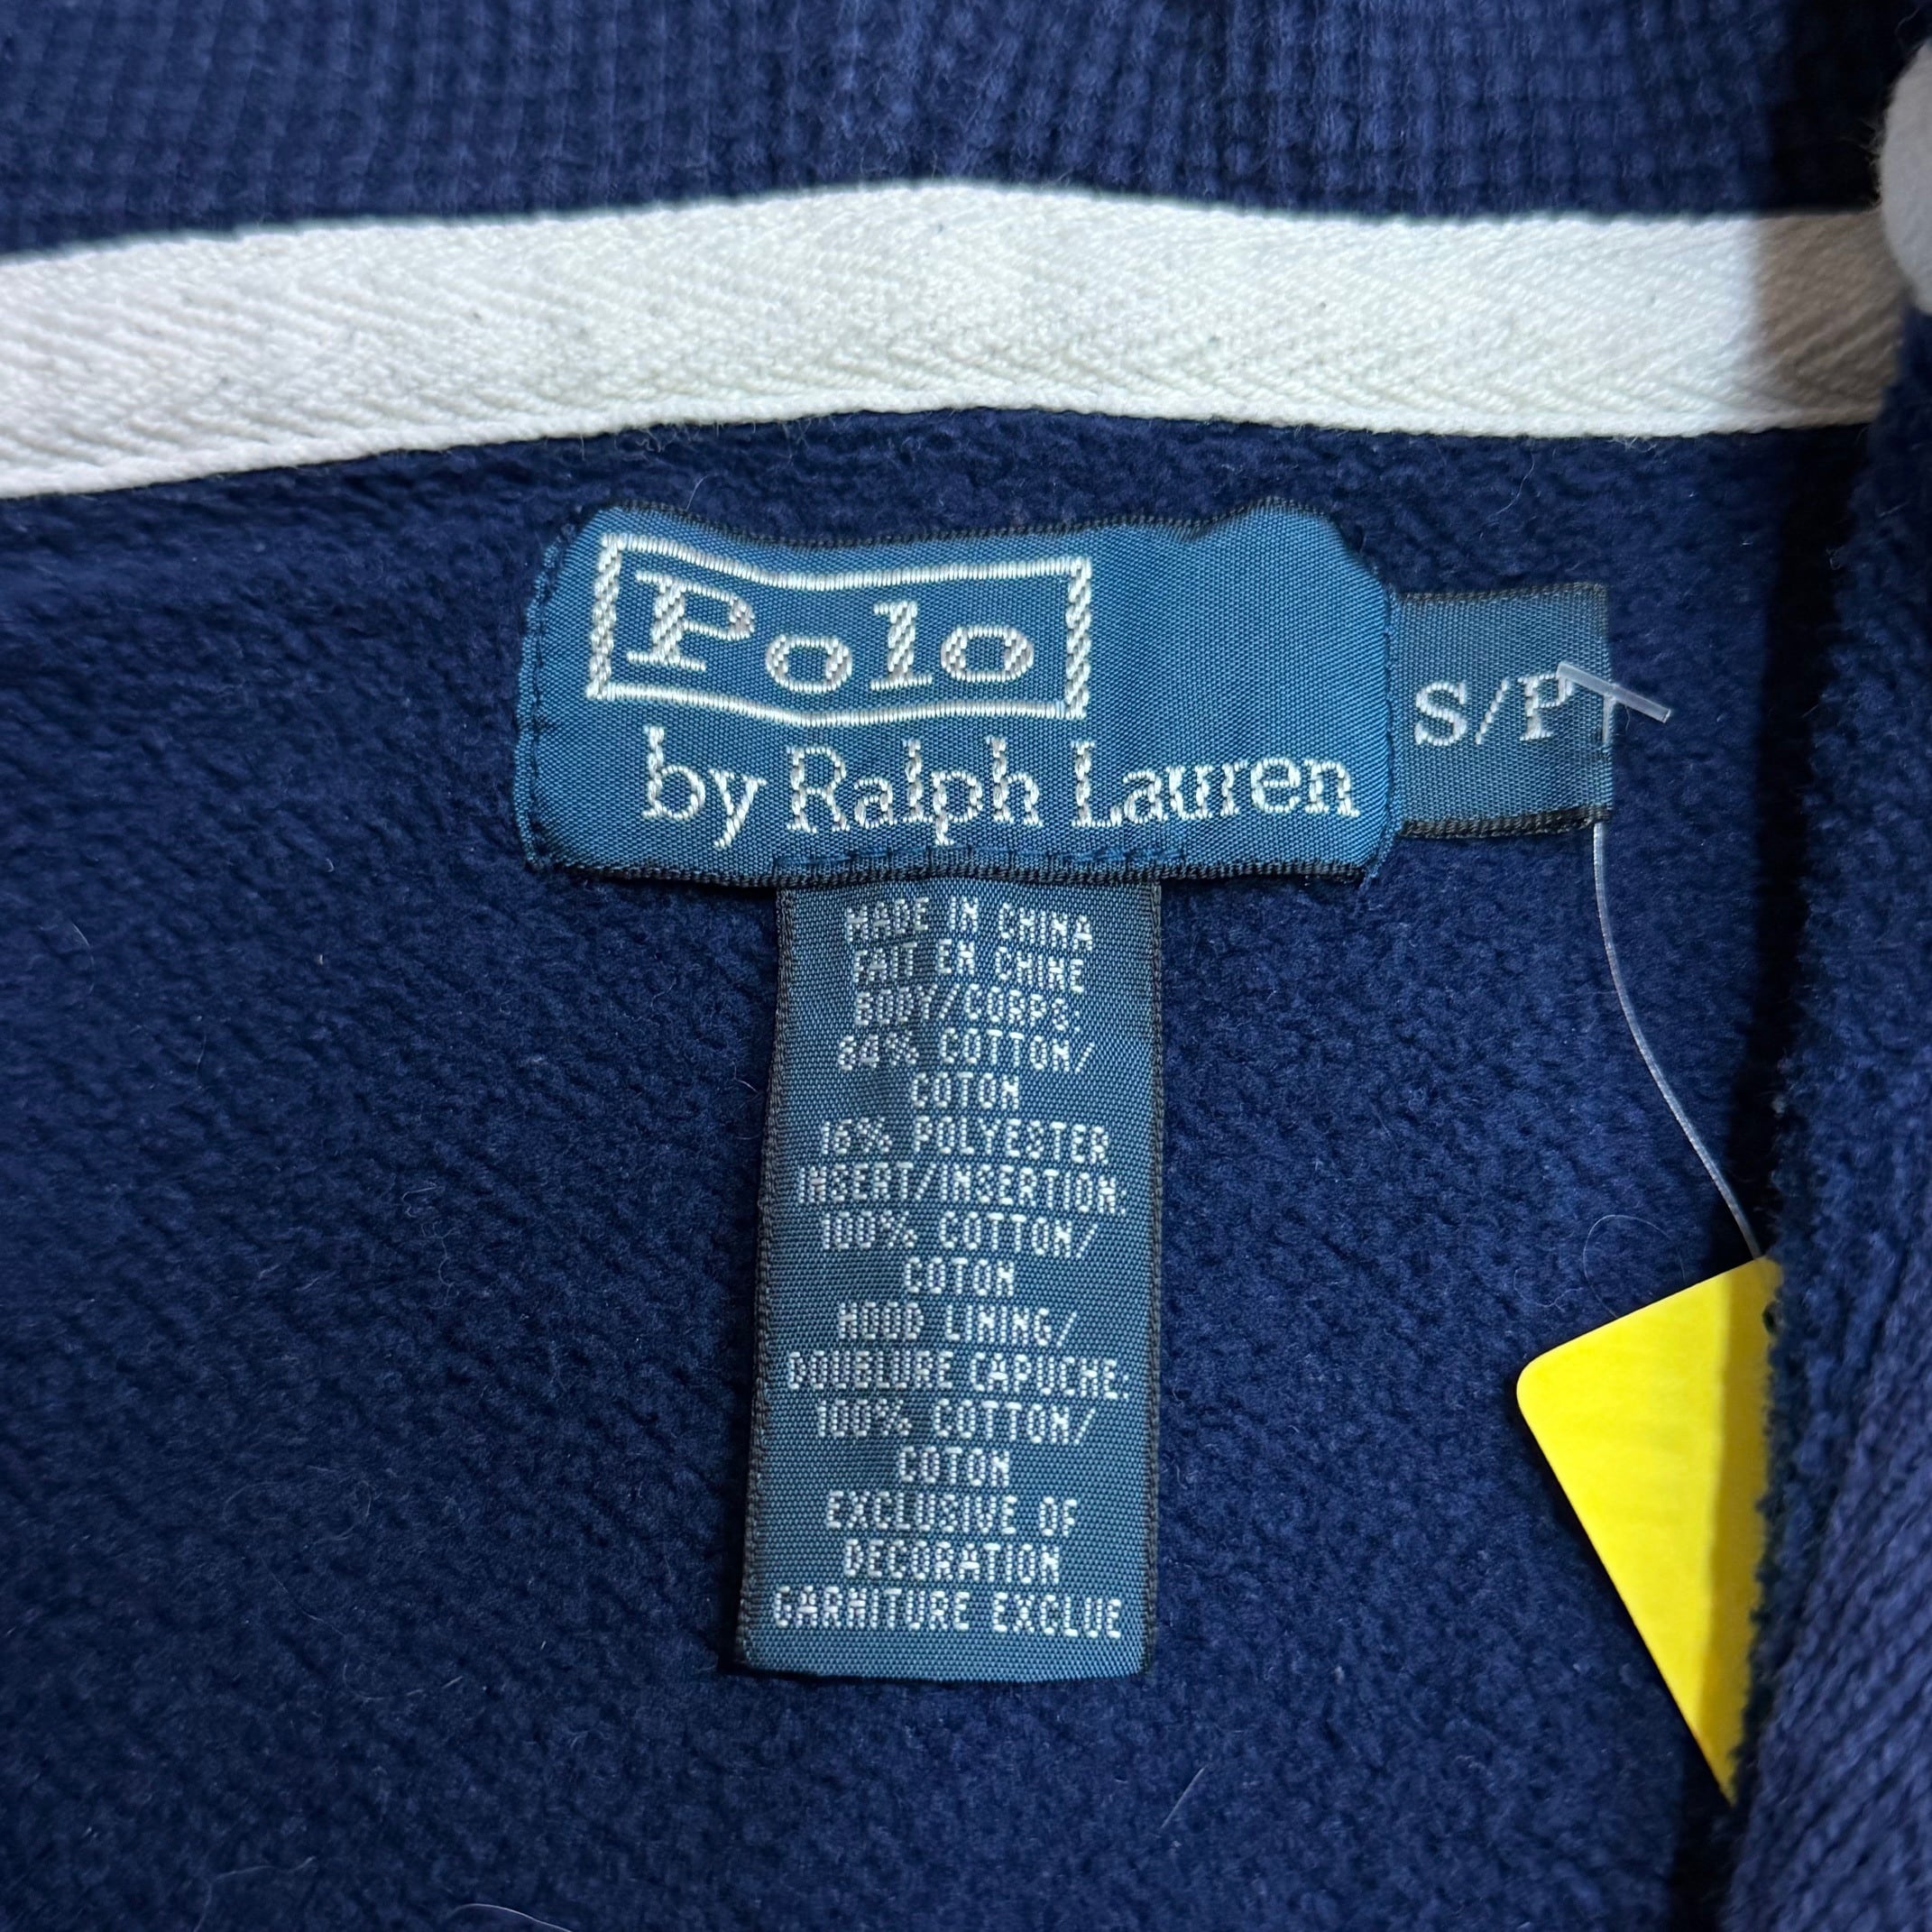 Polo
by Ralph Lauren
S/P
MADE IN CHINA
FAIT EN CHINE
BODY/CORPS:
84% COTTON/
COTON
16% POLYESTER
INSERT/INSERTION:
100% COTTON/
COTON
HOOD LINING/
DOUBLURE CAPUCHE:
100% COTTON/
COTON
EXCLUSIVE OF
DECORATION
GARNITURE EXCLUE